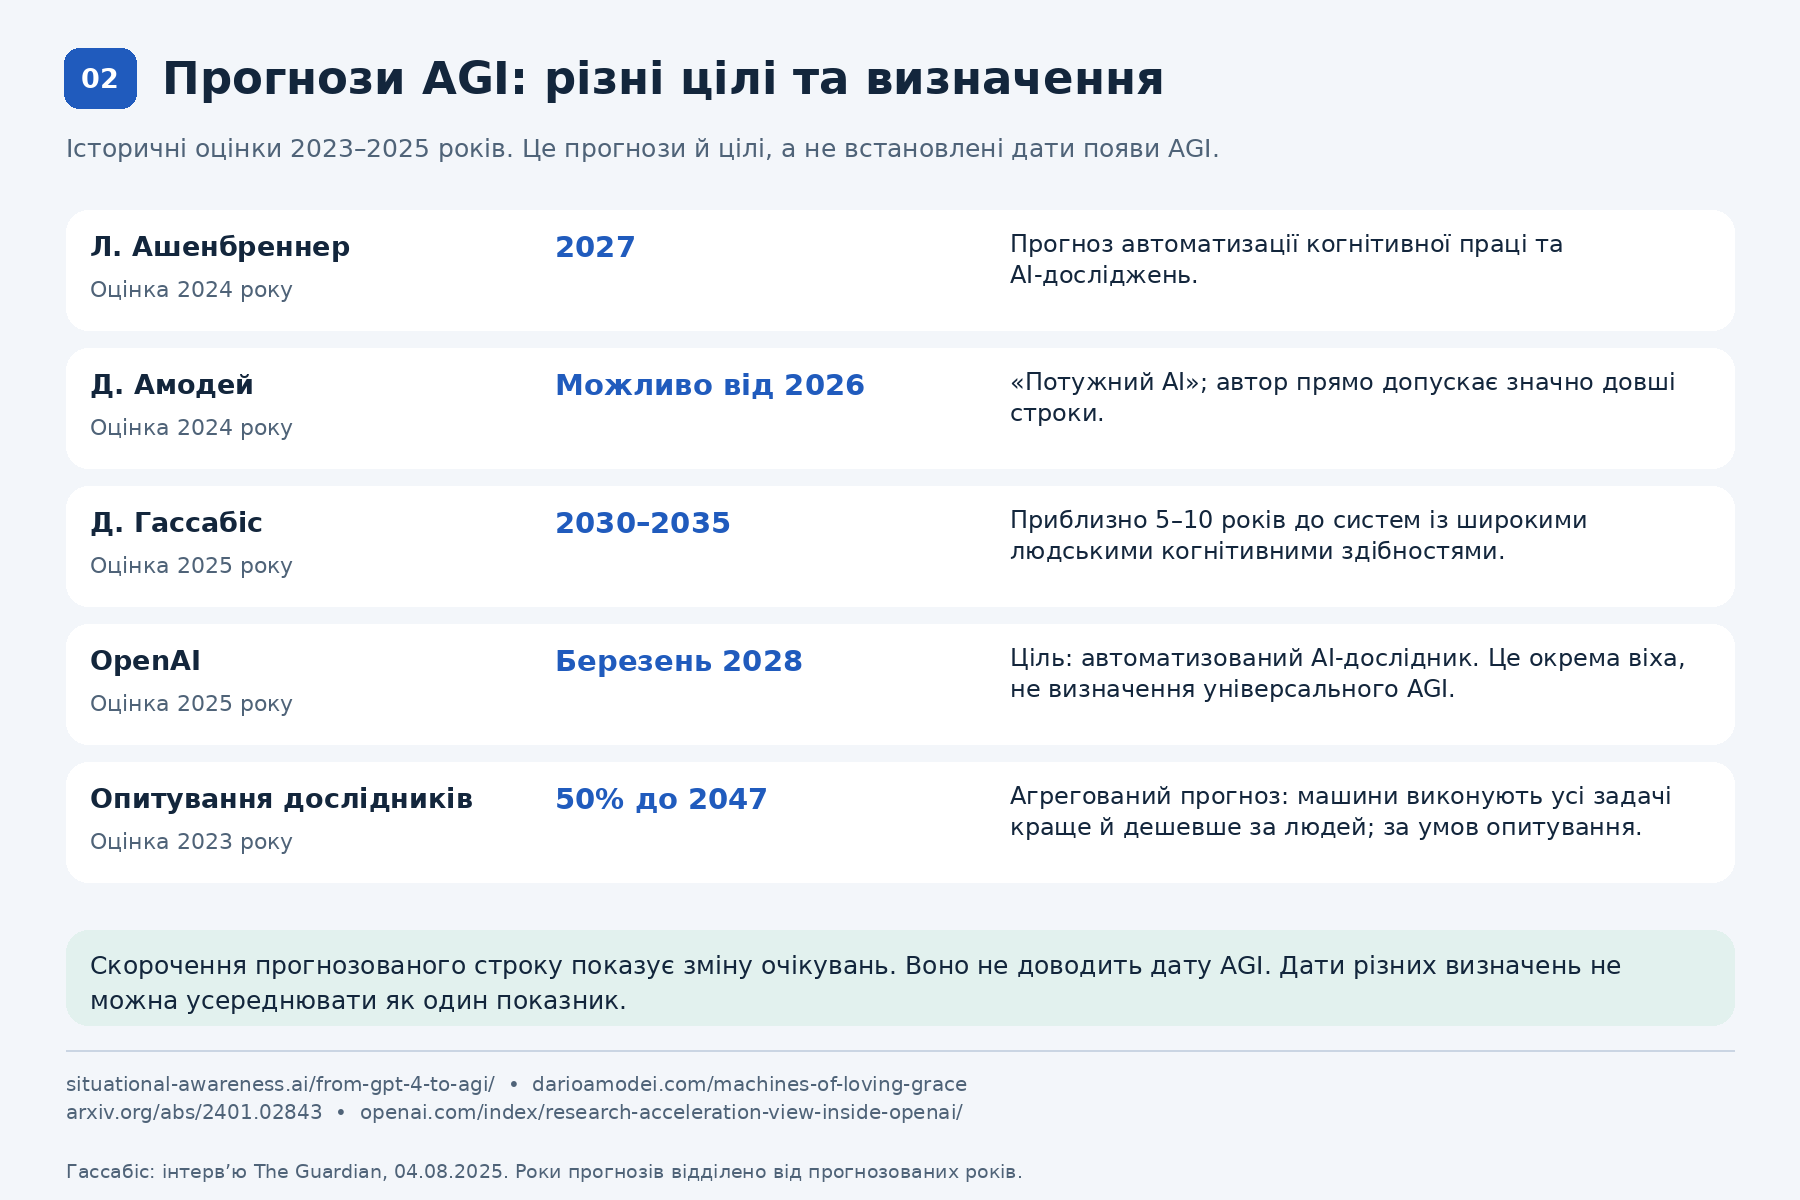 02
Прогнози AGI: різні цілі та визначення
Історичні оцінки 2023–2025 років. Це прогнози й цілі, а не встановлені дати появи AGI.
Л. Ашенбреннер
Оцінка 2024 року
2027
Прогноз автоматизації когнітивної праці та
AI-досліджень.
Д. Амодей
Оцінка 2024 року
Можливо від 2026
«Потужний AI»; автор прямо допускає значно довші
строки.
Д. Гассабіс
Оцінка 2025 року
2030–2035
Приблизно 5–10 років до систем із широкими
людськими когнітивними здібностями.
OpenAI
Оцінка 2025 року
Березень 2028
Ціль: автоматизований AI-дослідник. Це окрема віха,
не визначення універсального AGI.
Опитування дослідників
Оцінка 2023 року
50% до 2047
Агрегований прогноз: машини виконують усі задачі
краще й дешевше за людей; за умов опитування.
Скорочення прогнозованого строку показує зміну очікувань. Воно не доводить дату AGI. Дати різних визначень не
можна усереднювати як один показник.
situational-awareness.ai/from-gpt-4-to-agi/ • darioamodei.com/machines-of-loving-grace
arxiv.org/abs/2401.02843 • openai.com/index/research-acceleration-view-inside-openai/
Гассабіс: інтерв’ю The Guardian, 04.08.2025. Роки прогнозів відділено від прогнозованих років.